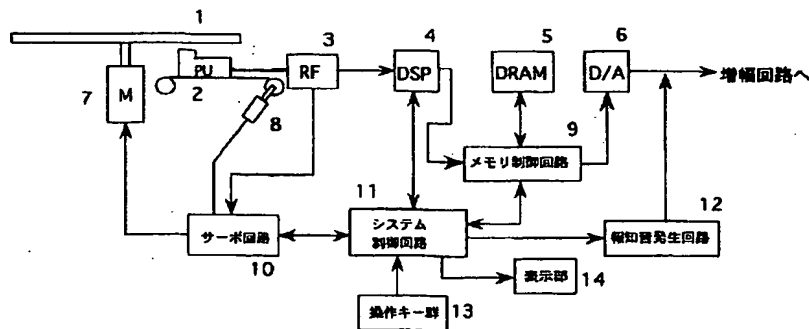 1
3
4
5
6
PU
RF
DSP
DRAM
D/A
増幅回路へ
7
M
2
8
9
メモリ制御回路
11
12
システム
制御回路
サーボ回路
報知音発生回路
10
表示部
14
操作キー群
13